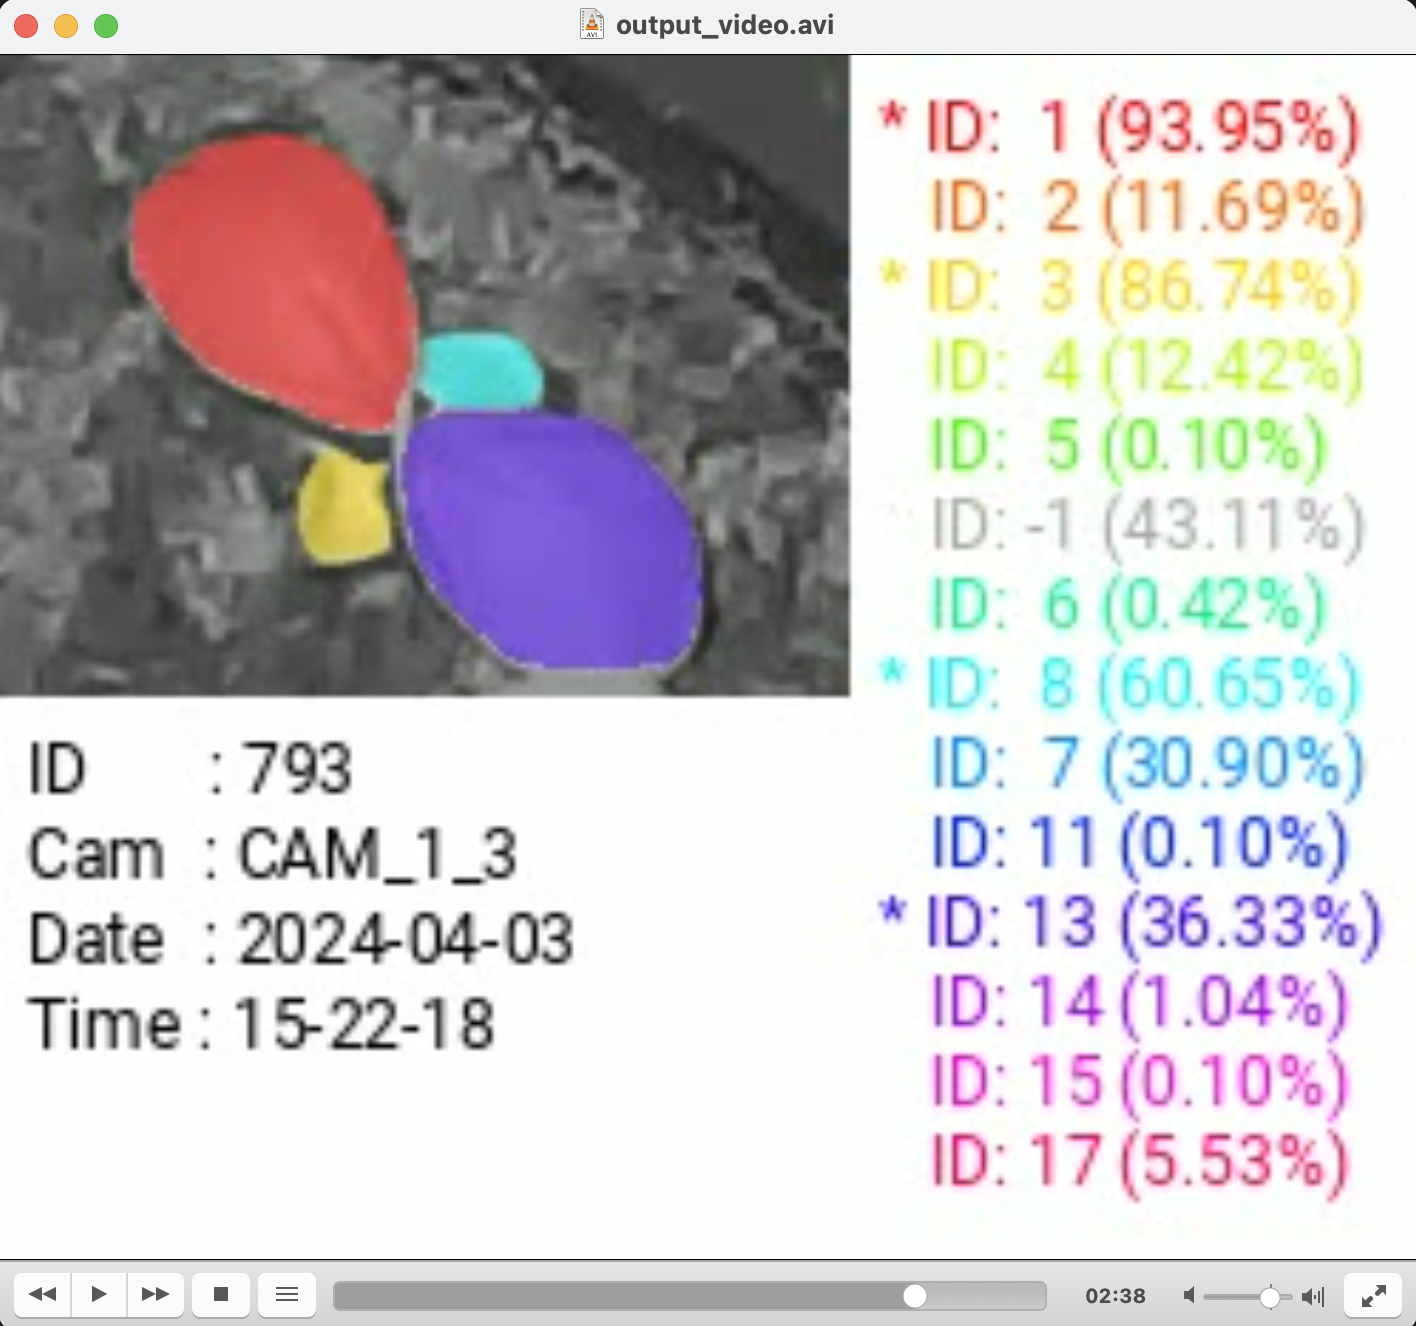 output_video.avi
* ID: 1 (93.95%)
ID: 2 (11.69%)
* ID: 3 (86.74%)
ID: 4 (12.42%)
ID: 5 (0.10%)
ID: -1 (43.11%)
ID: 6 (0.42%)
* ID: 8 (60.65%)
ID: 7 (30.90%)
ID: 11 (0.10%)
* ID: 13 (36.33%)
ID: 14 (1.04%)
ID: 15 (0.10%)
ID: 17 (5.53%)
ID : 793
Cam : CAM_1_3
Date : 2024-04-03
Time : 15-22-18
02:38